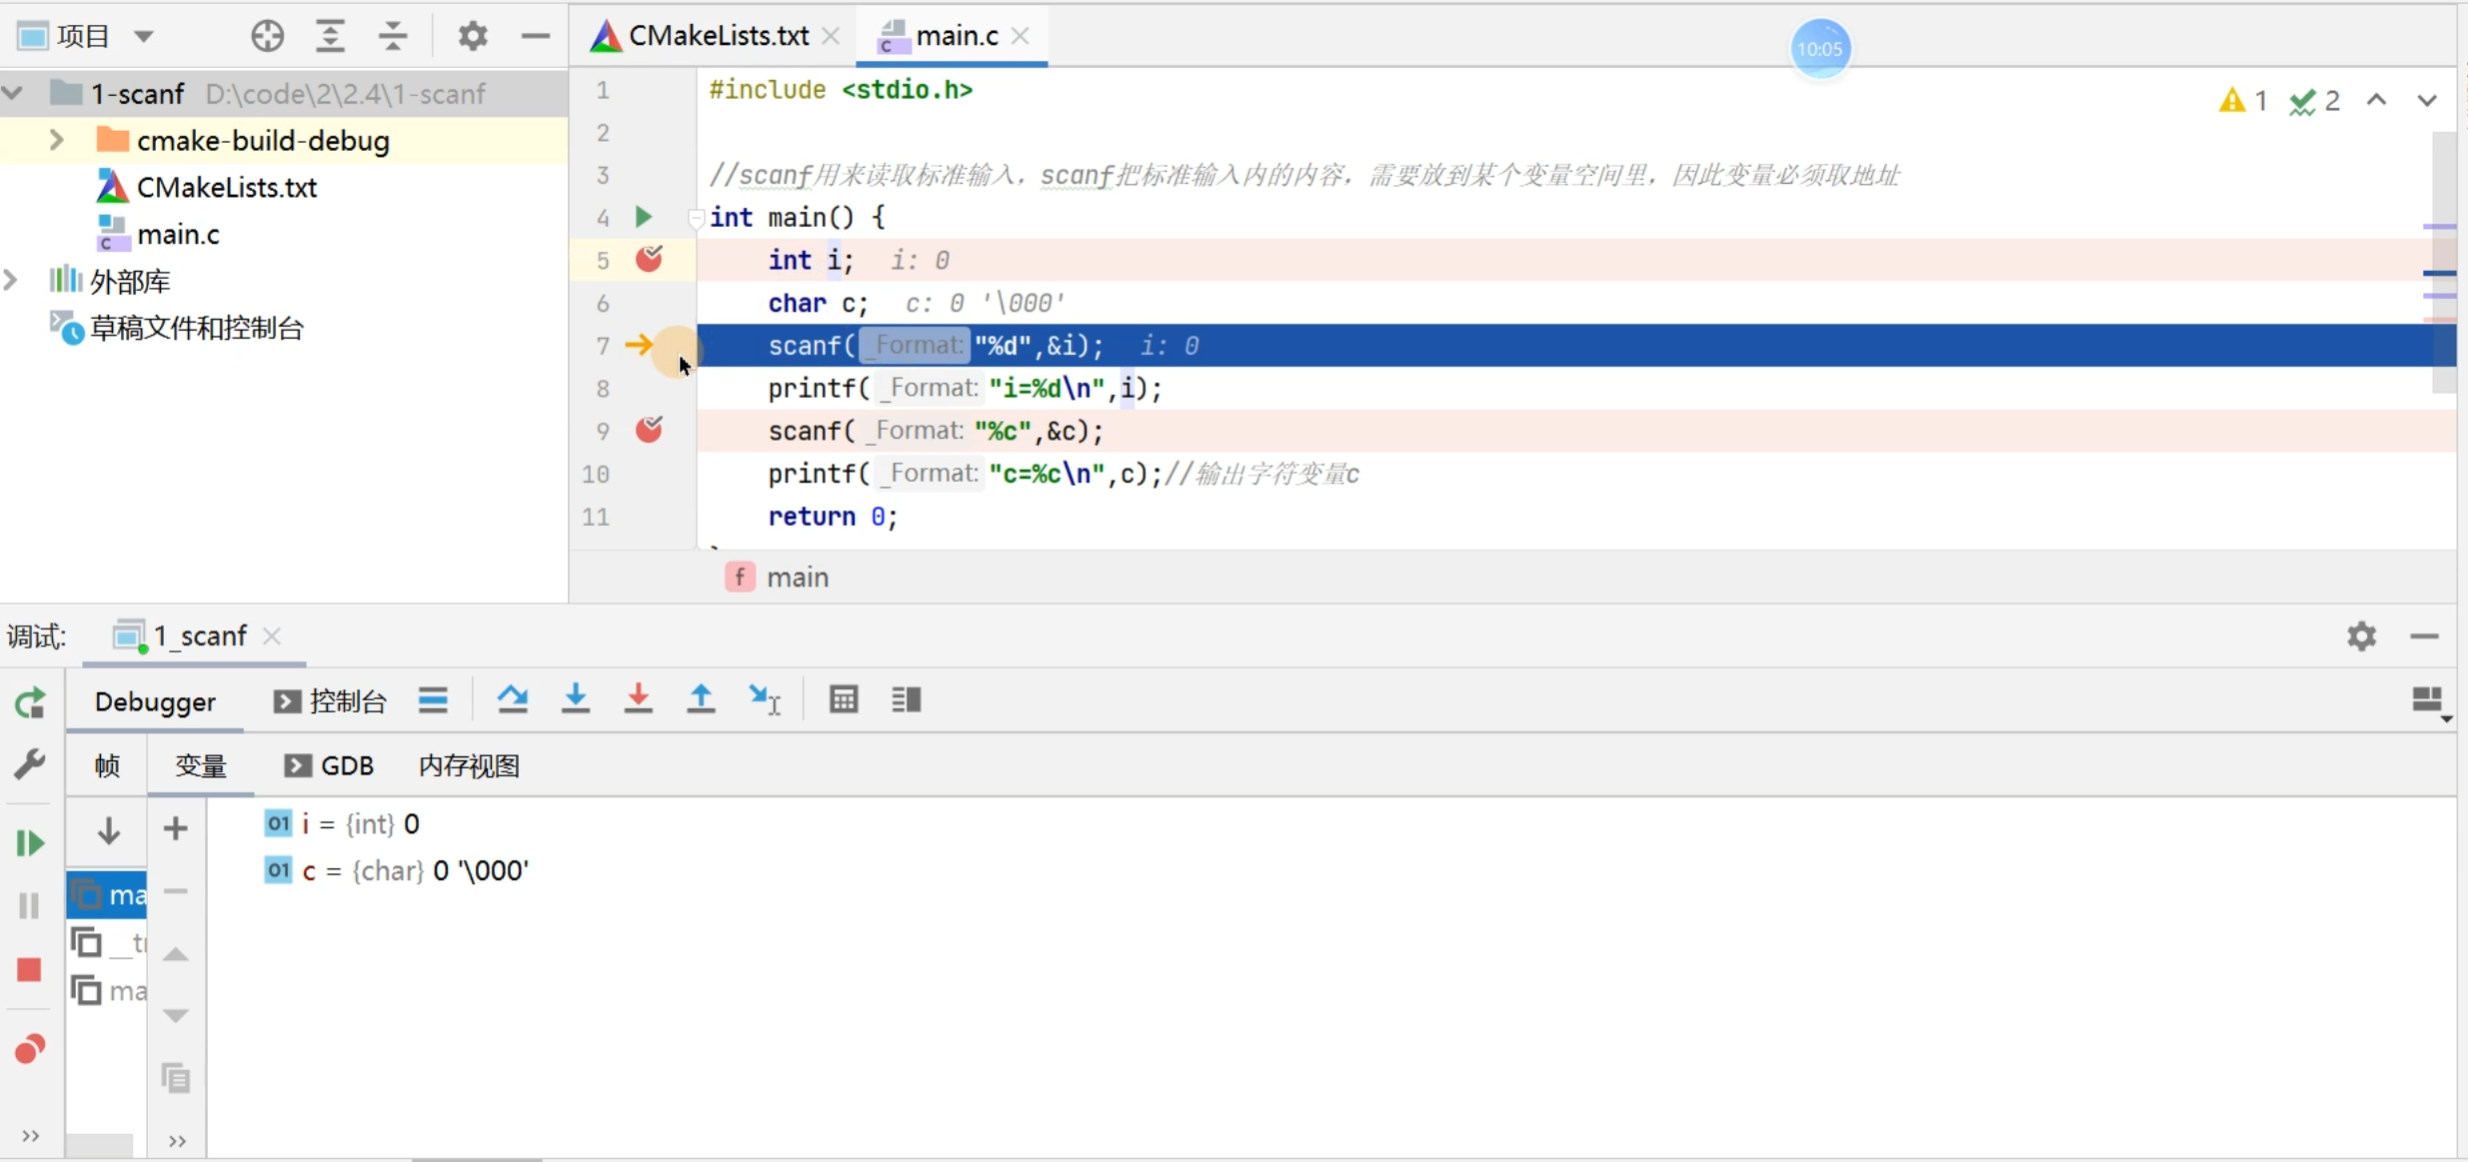 项目
CMakeLists.txt
main.c
10:05
1-scanf D:\code\2\2.4\1-scanf
cmake-build-debug
CMakeLists.txt
main.c
外部库
草稿文件和控制台
1 #include <stdio.h>
2
3 //scanf用来读取标准输入，scanf把标准输入内的内容，需要放到某个变量空间里，因此变量必须取地址
4 int main() {
5 int i; i: 0
6 char c; c: 0 '\000'
7 scanf(_Format: "%d",&i); i: 0
8 printf(_Format: "i=%d\n",i);
9 scanf(_Format: "%c",&c);
10 printf(_Format: "c=%c\n",c);//输出字符变量c
11 return 0;
1 2
f main
调试: 1_scanf
Debugger 控制台
帧 变量 GDB 内存视图
01 i = {int} 0
01 c = {char} 0 '\000'
ma
__t
ma